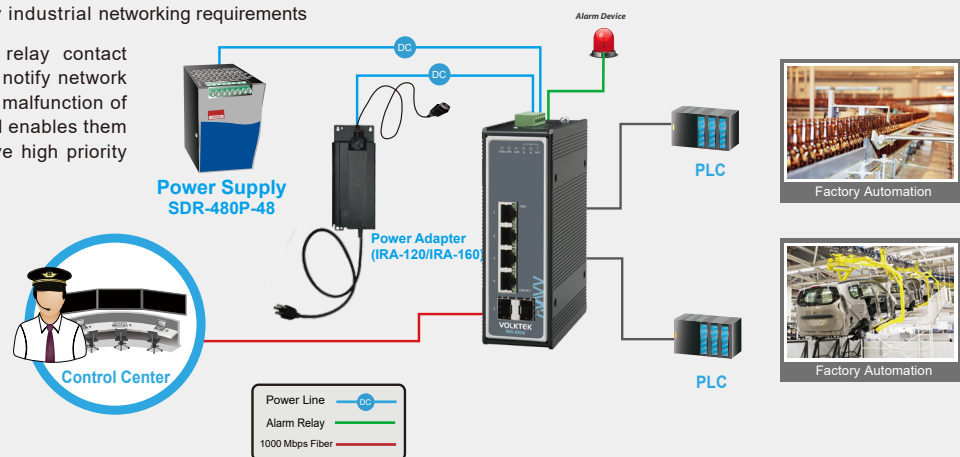 industrial networking requirements
relay contact
notify network
malfunction of
enables them
high priority
Alarm Device
DC
DC
Power Supply
SDR-480P-48
Power Adapter
(IRA-120/IRA-160)
PLC
Factory Automation
VOLKTEK
Control Center
PLC
Factory Automation
Power Line
DC
Alarm Relay
1000 Mbps Fiber